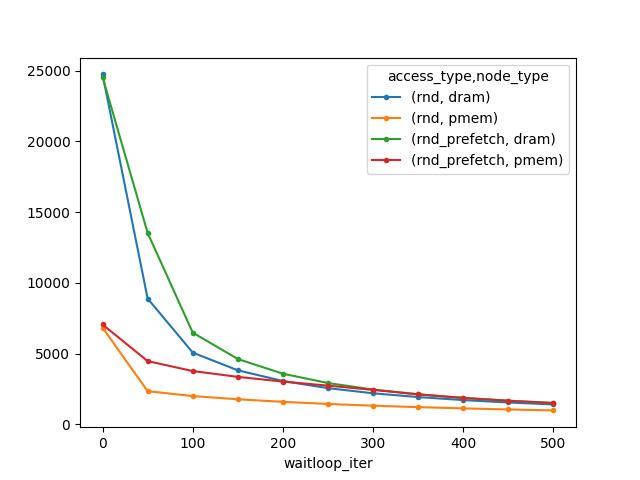 25000
20000
15000
10000
5000
0
access_type,node_type
(rnd, dram)
(rnd, pmem)
(rnd_prefetch, dram)
(rnd_prefetch, pmem)
0 100 200 300 400 500
waitloop_iter